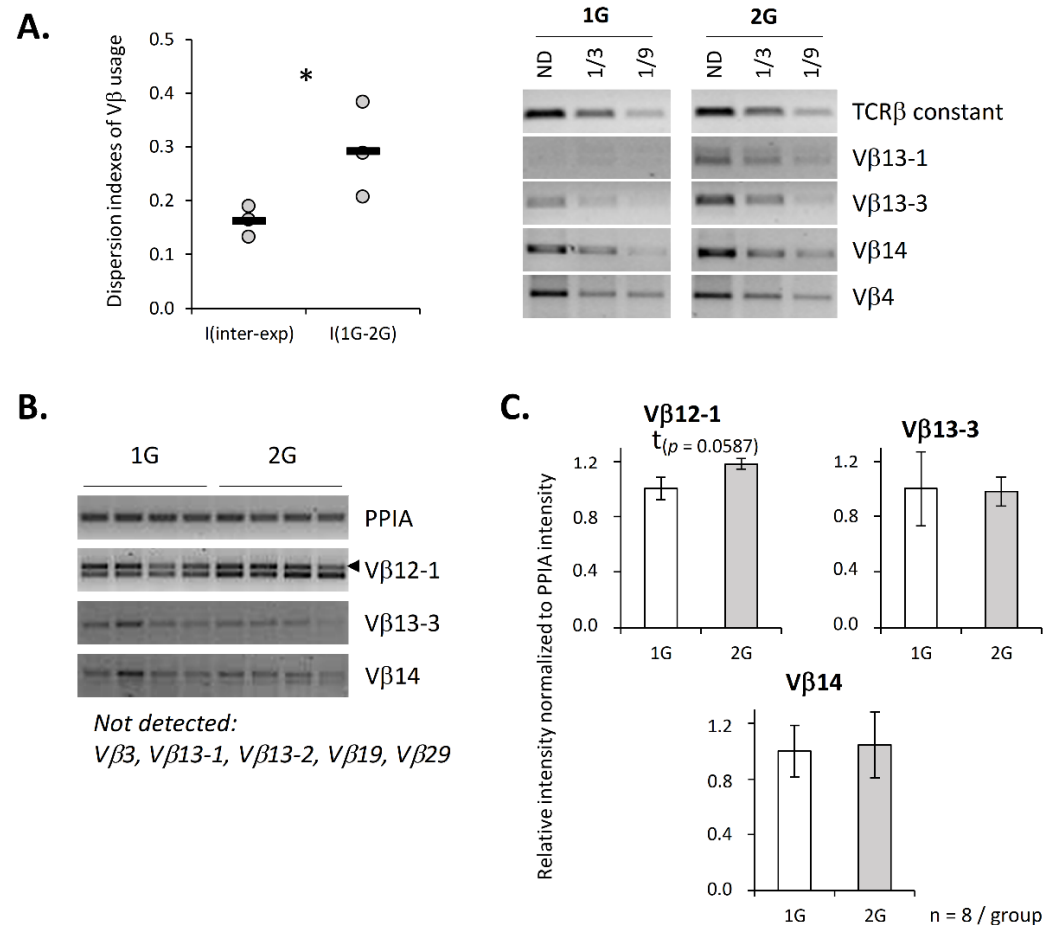 A.
Dispersion indexes of Vβ usage
0.5
0.4
0.3
0.2
0.1
0.0
*
I(inter-exp) I(1G-2G)
1G 2G
ND 1/3 1/9 ND 1/3 1/9
TCRβ constant
Vβ13-1
Vβ13-3
Vβ14
Vβ4
B.
1G 2G
PPIA
Vβ12-1
Vβ13-3
Vβ14
Not detected:
Vβ3, Vβ13-1, Vβ13-2, Vβ19, Vβ29
C.
Relative intensity normalized to PPIA intensity
Vβ12-1
t(p = 0.0587)
1.2
0.8
0.4
0.0
1G 2G
Vβ13-3
1.2
0.8
0.4
0.0
1G 2G
Vβ14
1.2
0.8
0.4
0.0
1G 2G
n = 8 / group